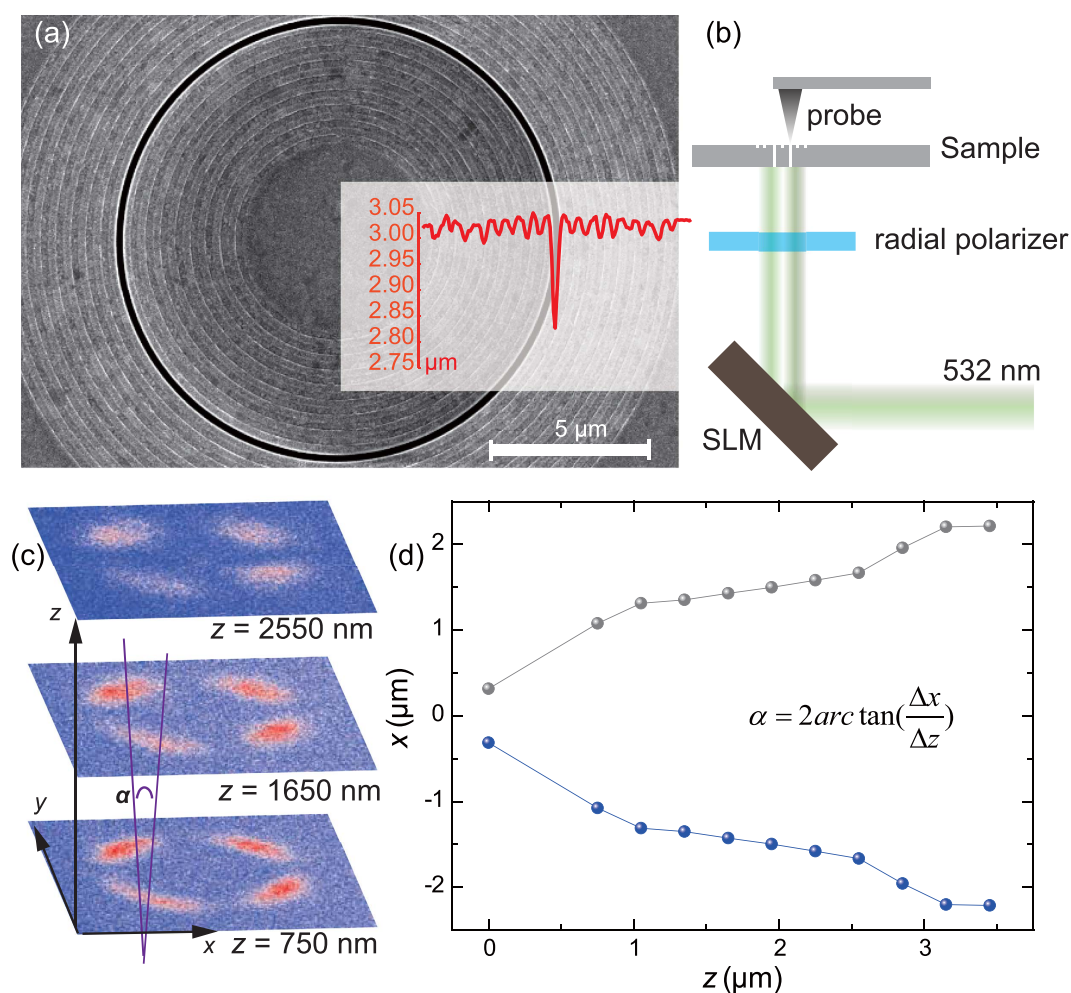 (a)
3.05
3.00
2.95
2.90
2.85
2.80
2.75
µm
5 µm
(b)
probe
Sample
radial polarizer
532 nm
SLM
(c)
z
z = 2550 nm
z = 1650 nm
α
y
x
z = 750 nm
(d)
2
1
0
-1
-2
x (µm)
α = 2arc tan(Δx/Δz)
0
1
2
3
z (µm)